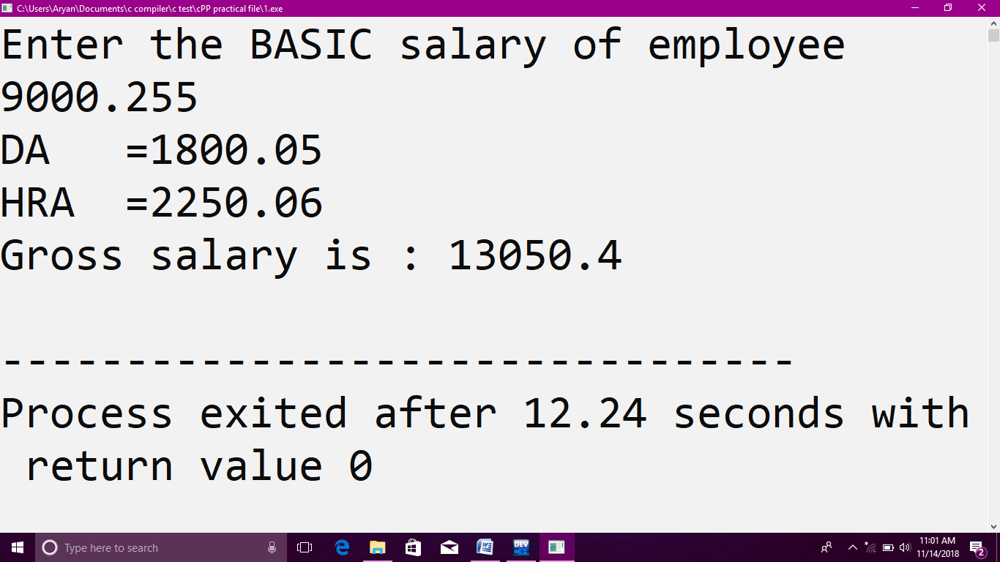 C:\Users\Aryan\Documents\c compiler\c test\cPP practical file\1.exe
Enter the BASIC salary of employee
9000.255
DA   =1800.05
HRA  =2250.06
Gross salary is : 13050.4
--------------------------------
Process exited after 12.24 seconds with
 return value 0
Type here to search
W
DEV
C++
11:01 AM
11/14/2018
2